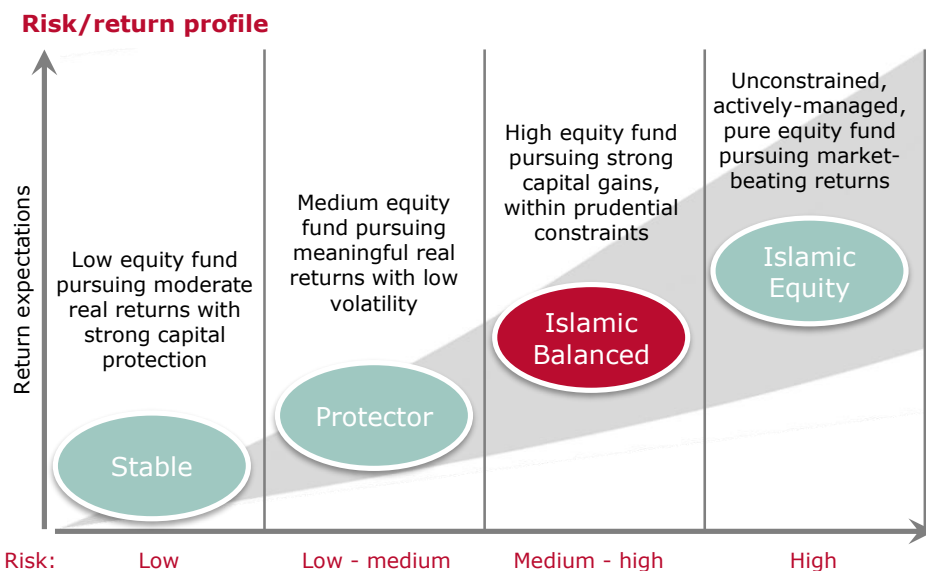 Risk/return profile
Return expectations
Low equity fund
pursuing moderate
real returns with
strong capital
protection
Stable
Medium equity
fund pursuing
meaningful real
returns with low
volatility
Protector
High equity fund
pursuing strong
capital gains,
within prudential
constraints
Islamic
Balanced
Unconstrained,
actively-managed,
pure equity fund
pursuing market-
beating returns
Islamic
Equity
Risk: Low Low - medium Medium - high High